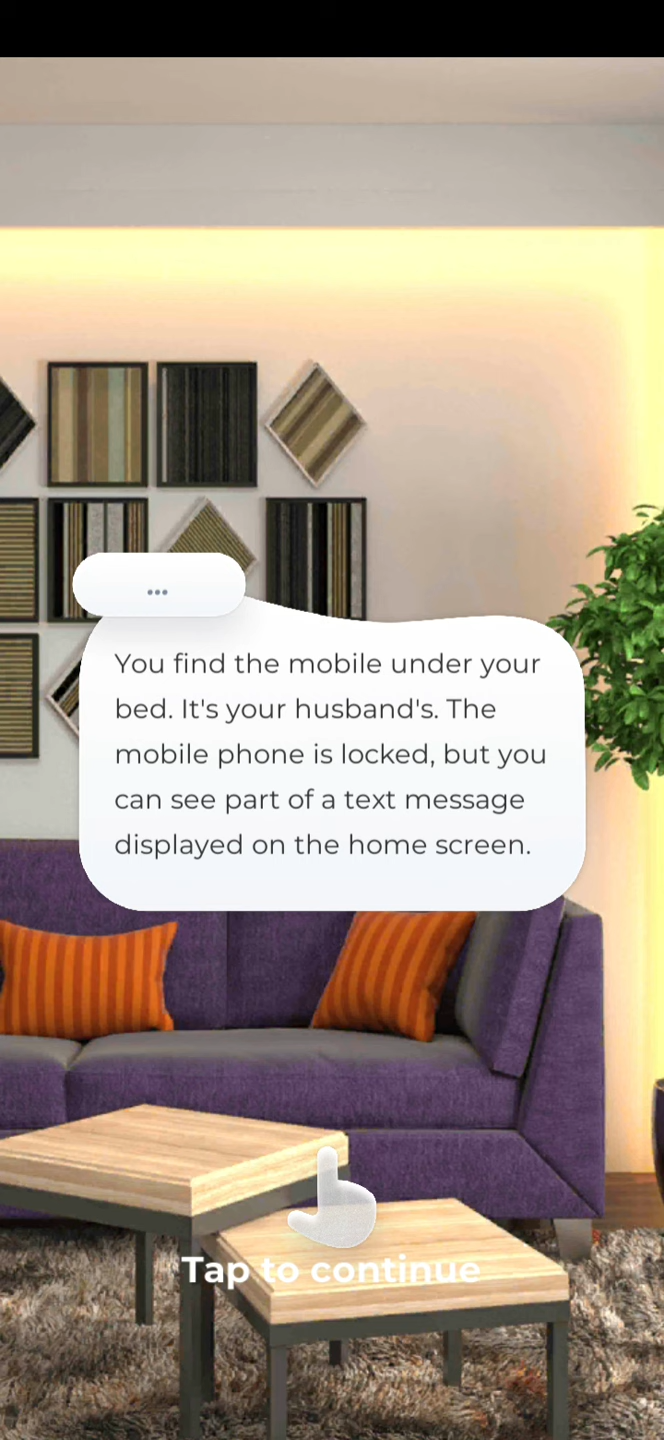 ...
You find the mobile under your
bed. It's your husband's. The
mobile phone is locked, but you
can see part of a text message
displayed on the home screen.
Tap to continue